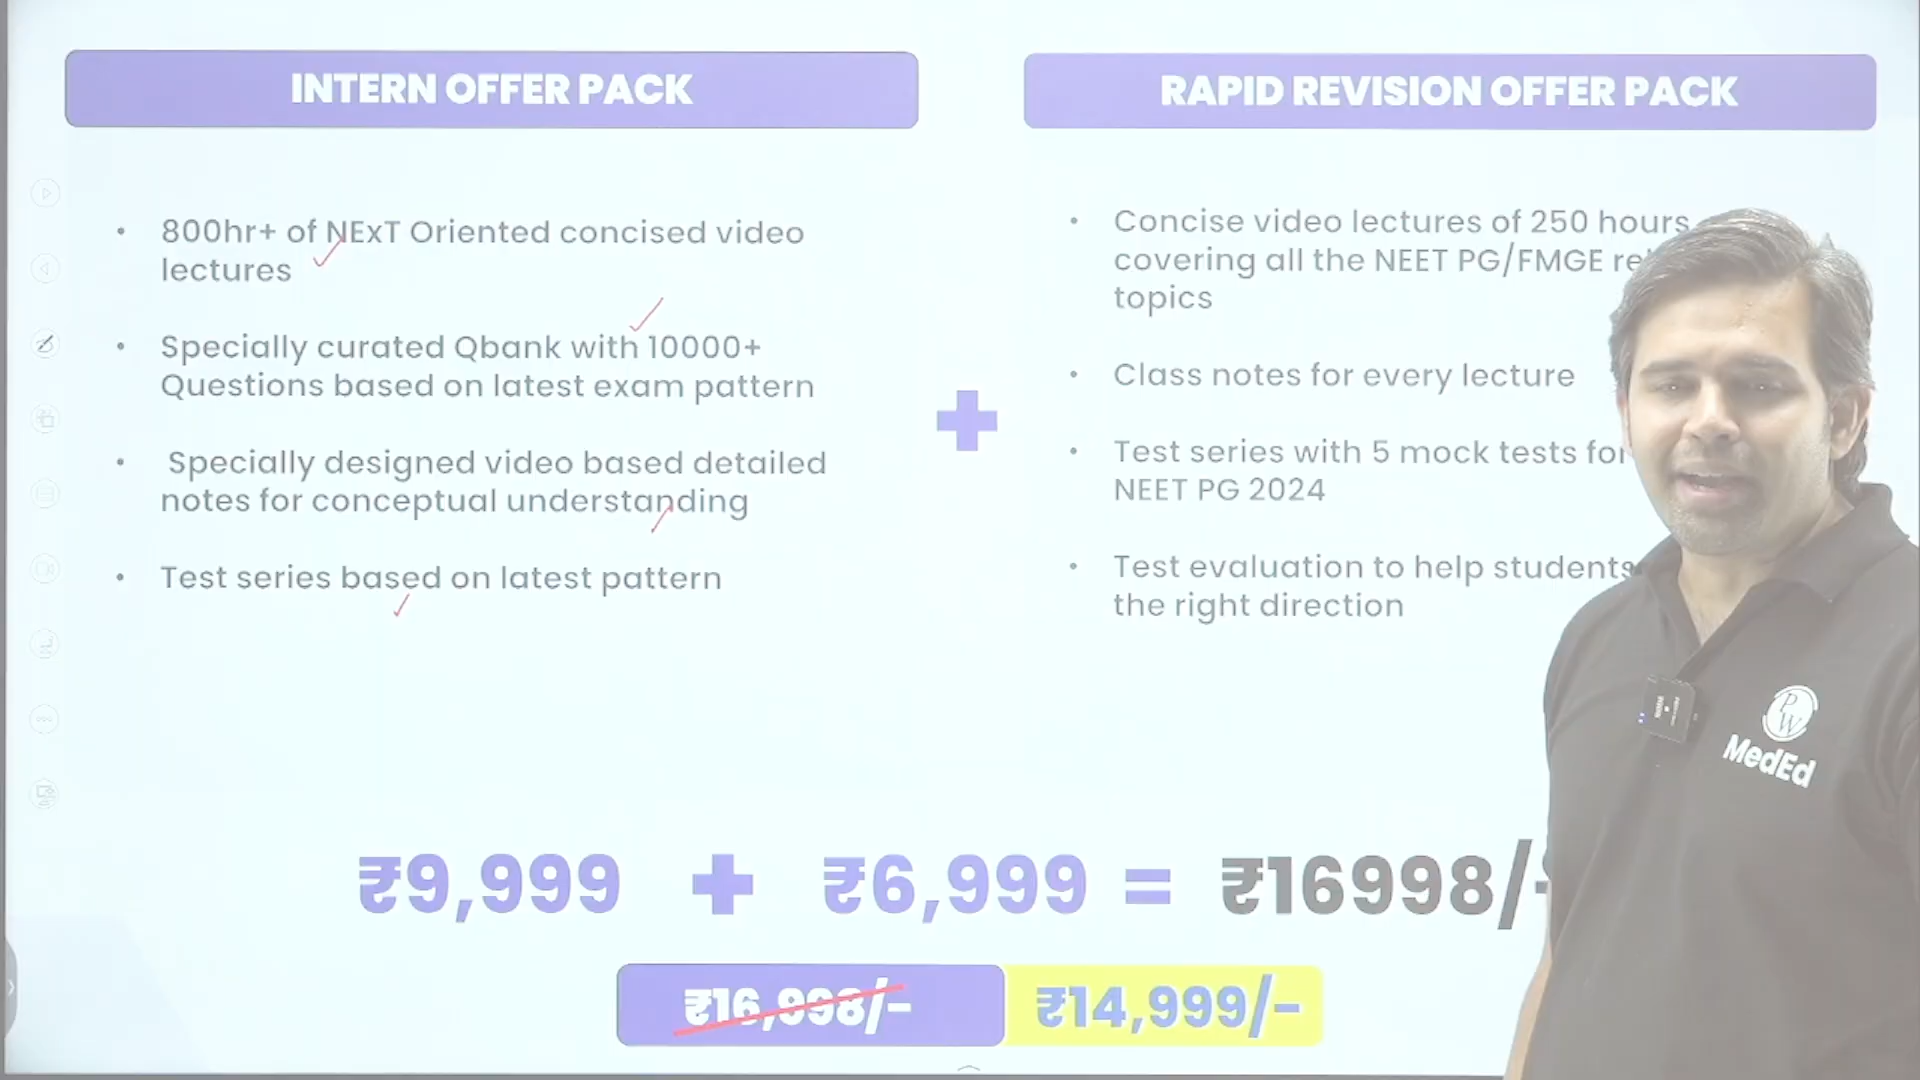 INTERN OFFER PACK
• 800hr+ of NExT Oriented concised video
lectures
• Specially curated Qbank with 10000+
Questions based on latest exam pattern
• Specially designed video based detailed
notes for conceptual understanding
• Test series based on latest pattern
+
RAPID REVISION OFFER PACK
• Concise video lectures of 250 hours
covering all the NEET PG/FMGE
topics
• Class notes for every lecture
• Test series with 5 mock tests for
NEET PG 2024
• Test evaluation to help students
the right direction
₹9,999 + ₹6,999 = ₹16998/-
₹16,998/- ₹14,999/-
PW
MedEd